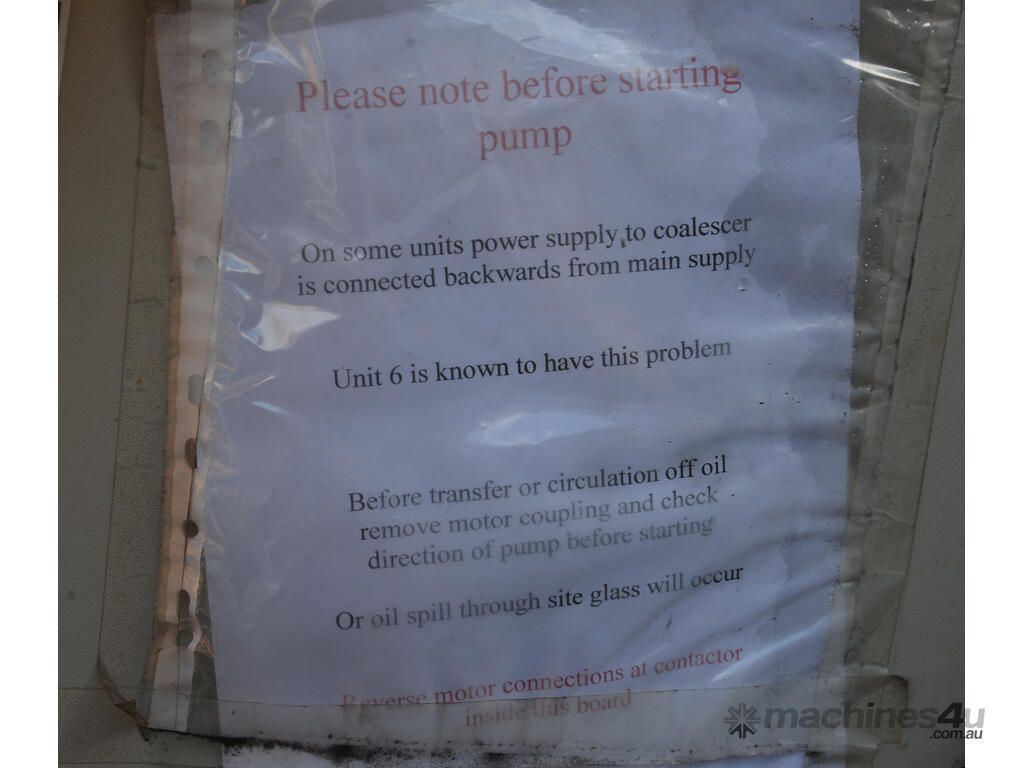 Please note before starting
pump
On some units power supply to coalescer
is connected backwards from main supply
Unit 6 is known to have this problem
Before transfer or circulation off oil
remove motor coupling and check
direction of pump before starting
Or oil spill through site glass will occur
Reverse motor connections at contactor
inside this board
machines4u
.com.au